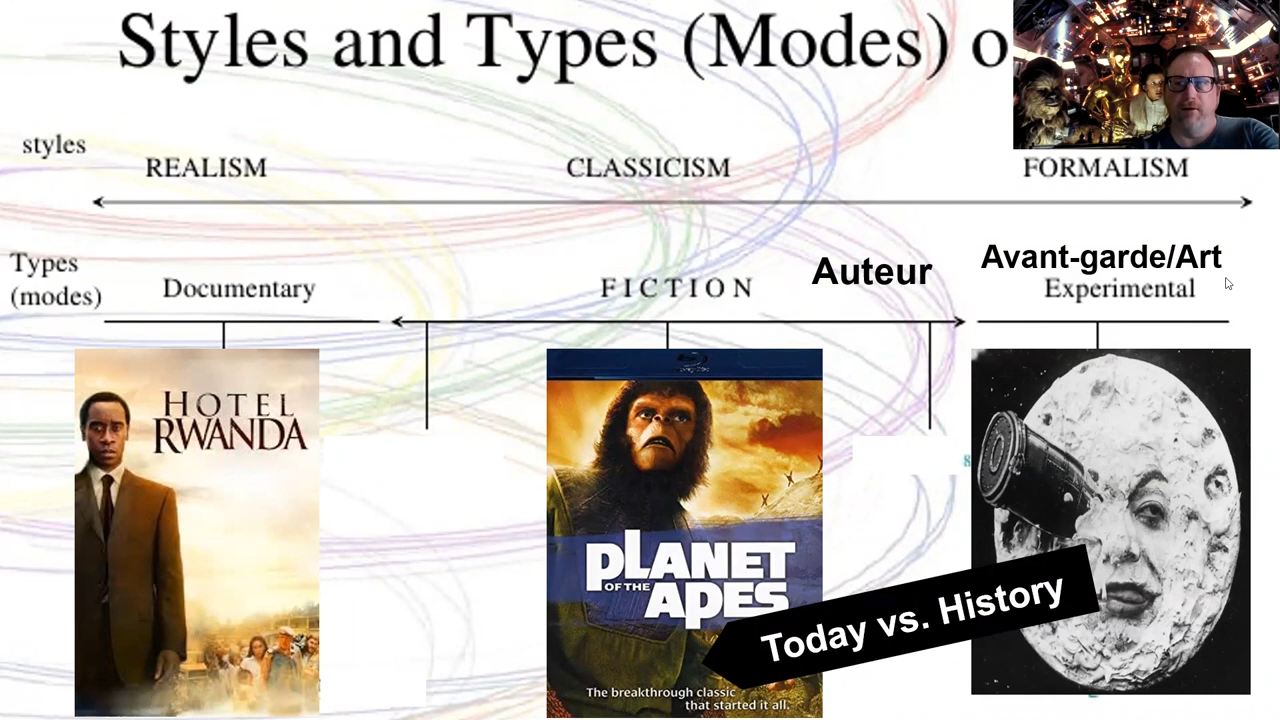 Styles and Types (Modes) o
styles
REALISM
CLASSICISM
FORMALISM
Types
(modes)
Documentary
FICTION
Auteur
Avant-garde/Art
Experimental
HOTEL
RWANDA
PLANET
OF THE
APES
The breakthrough classic
that started it all.
Today vs. History